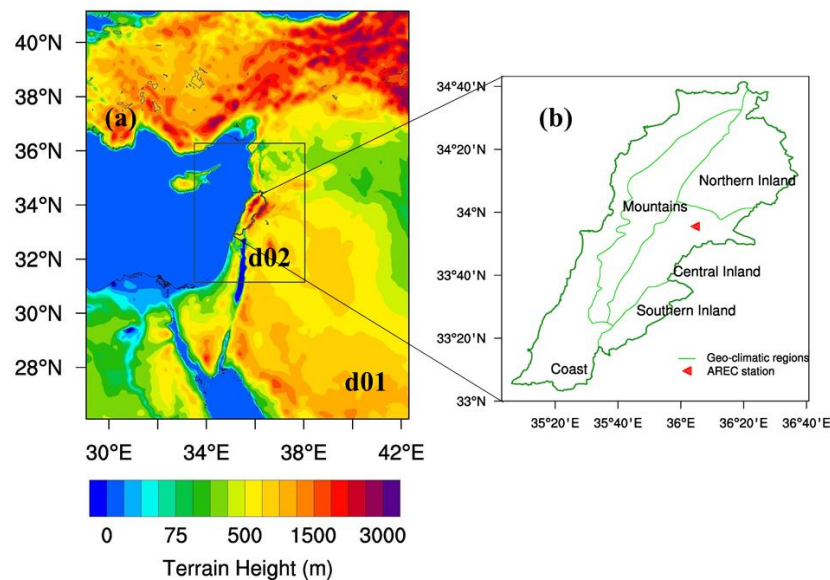 (a)
40°N
38°N
36°N
34°N
32°N
30°N
28°N
d02
d01
30°E
34°E
38°E
42°E
0
75
500
1500
3000
Terrain Height (m)
(b)
34°40'N
34°20'N
34°N
33°40'N
33°20'N
33°N
Northern Inland
Mountains
Central Inland
Southern Inland
Coast
Geo-climatic regions
AREC station
35°20'E
35°40'E
36°E
36°20'E
36°40'E